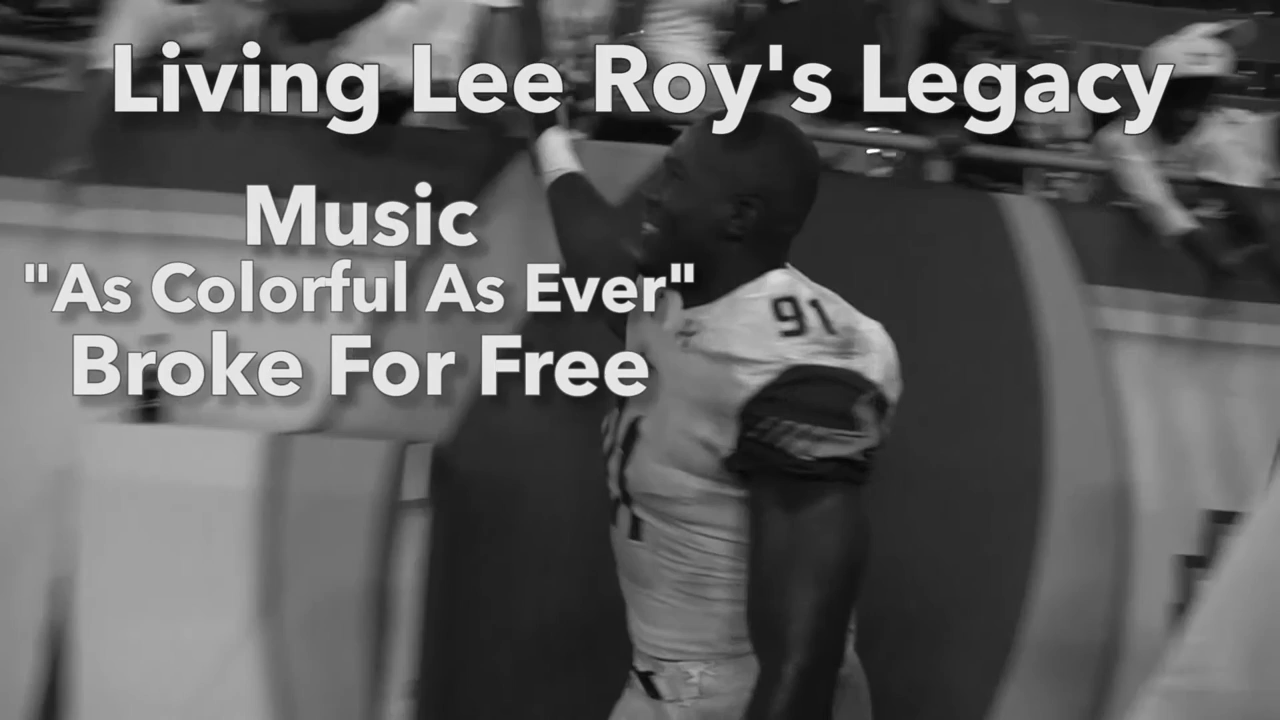 Living Lee Roy's Legacy
Music
"As Colorful As Ever"
Broke For Free
91